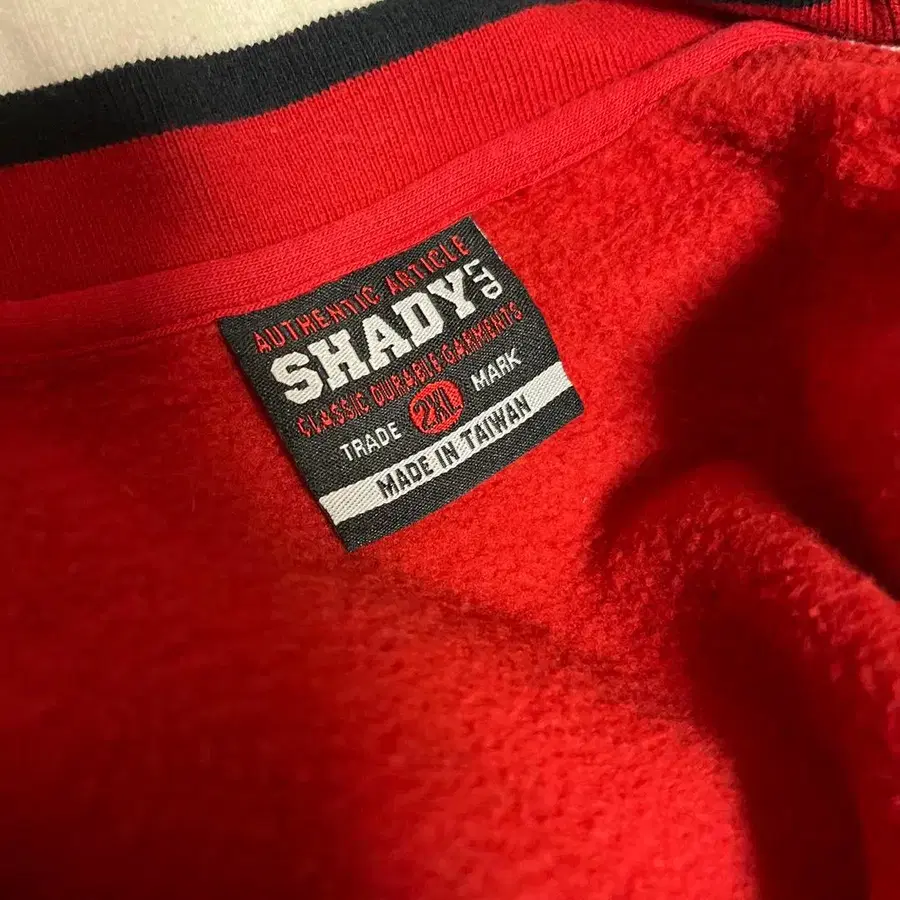 AUTHENTIC ARTICLE
SHADY LTD
CLASSIC DURABLE GARMENTS
TRADE 2XL MARK
MADE IN TAIWAN